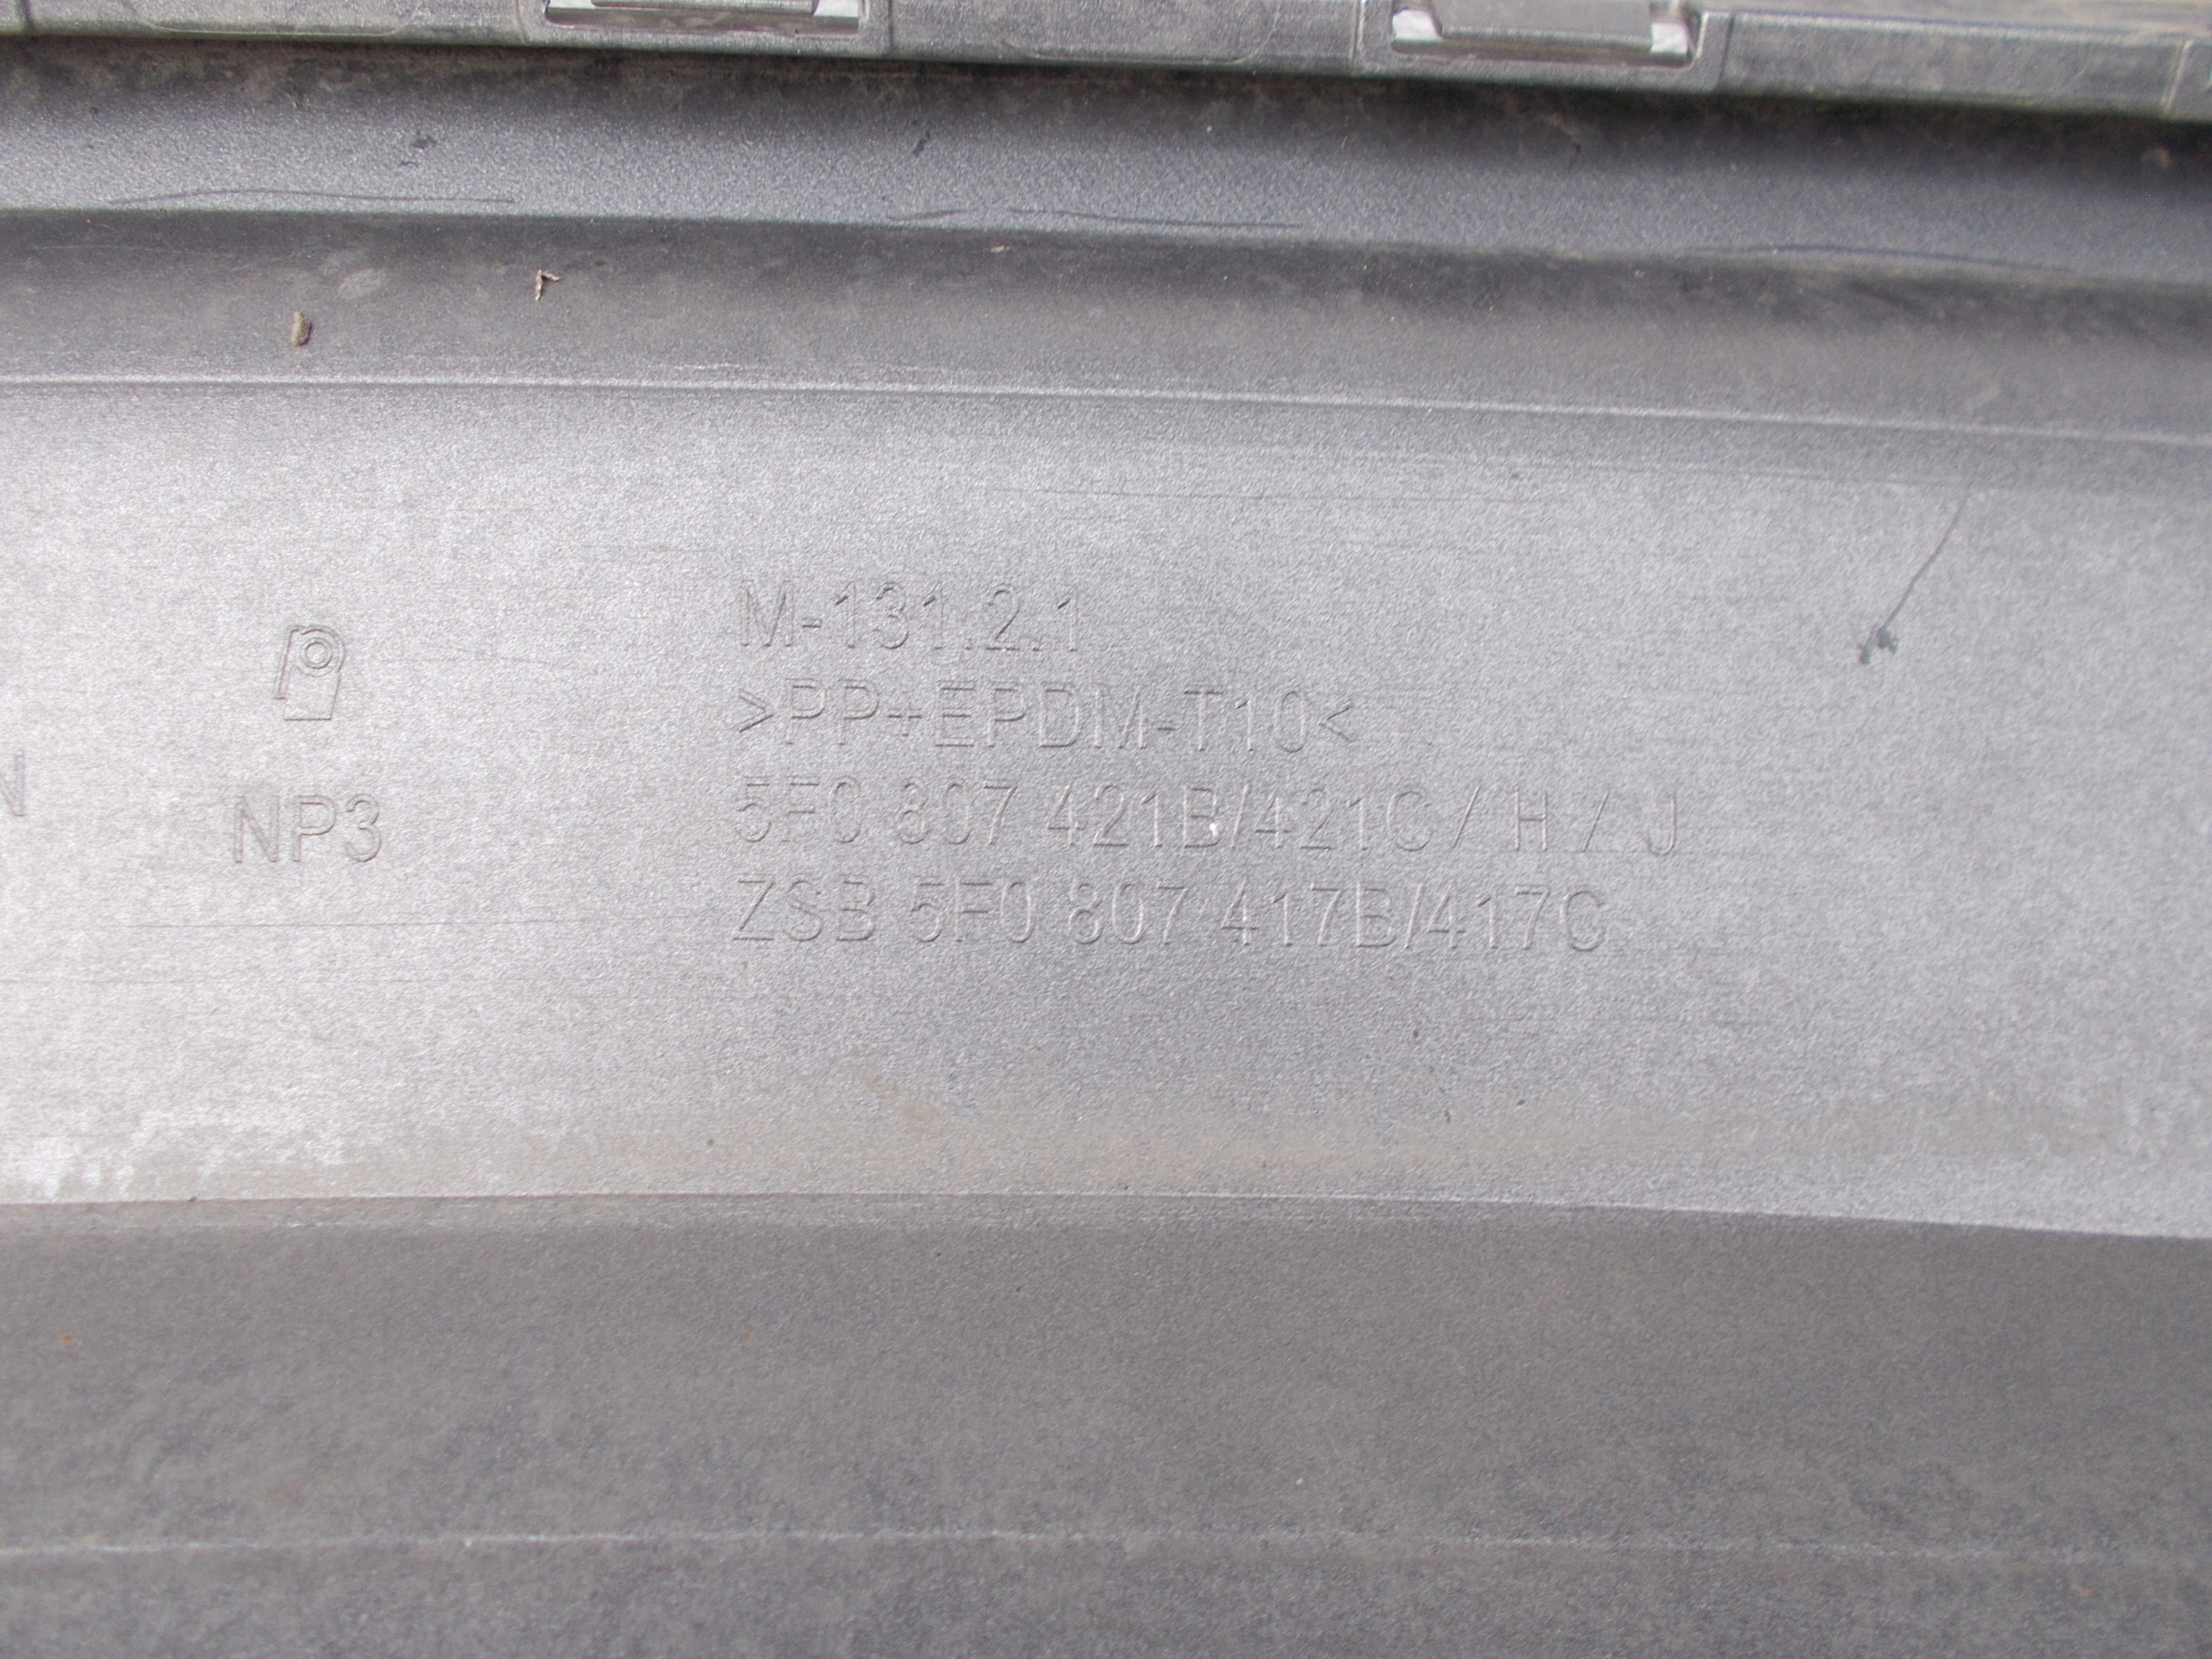 M-131.2.1
>PP+EPDM-T10<
5F0 807 421B/421C / H / J
ZSB 5F0 807 417B/417C
N
NP3